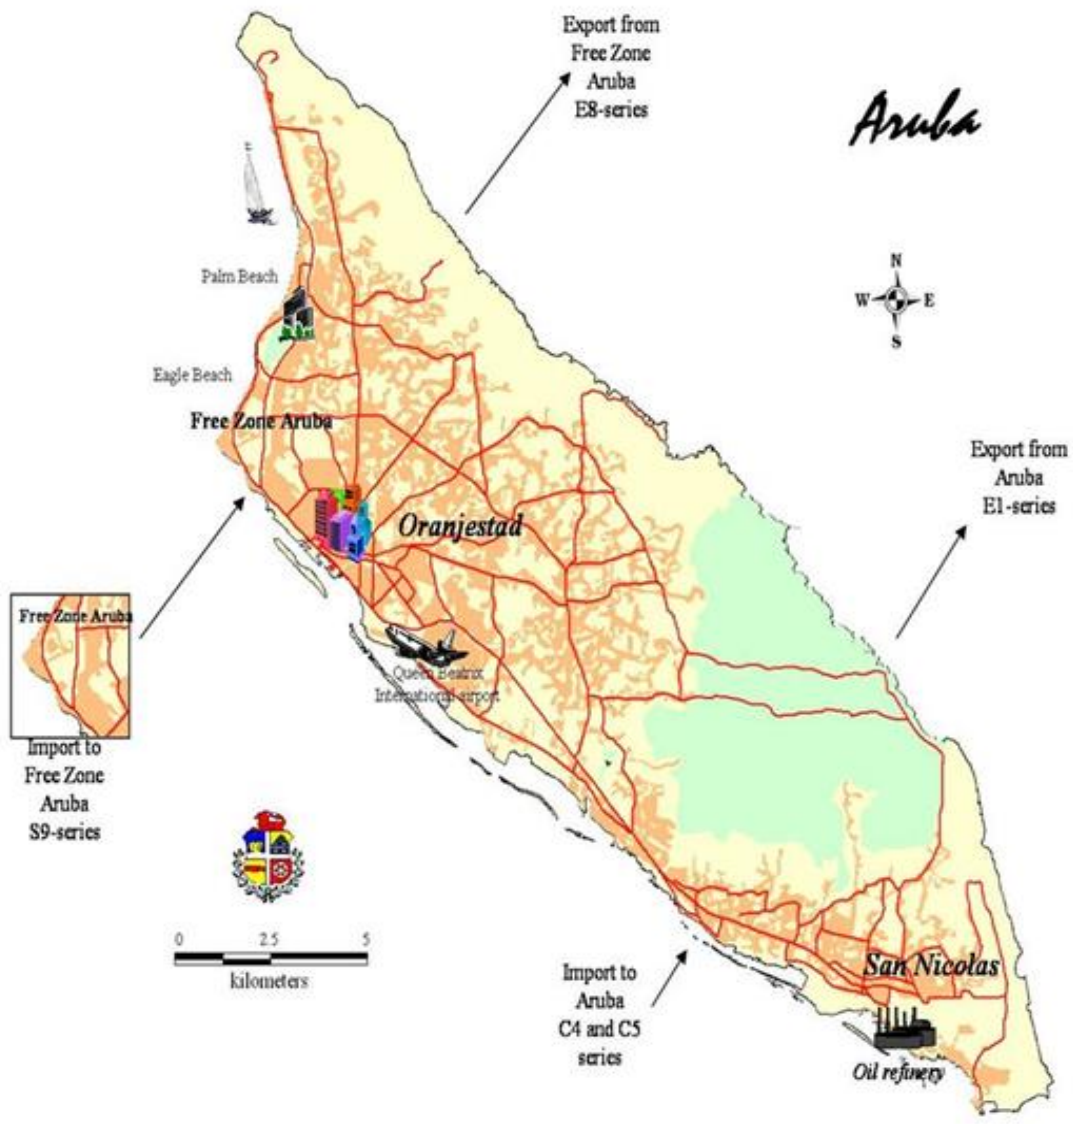 Export from
Free Zone
Aruba
E8-series
Aruba
N
W
E
S
Palm Beach
Eagle Beach
Free Zone Aruba
Export from
Aruba
E1-series
Oranjestad
Free Zone Aruba
Queen Beatrix
International airport
Import to
Free Zone
Aruba
S9-series
0 2.5 5
kilometers
Import to
Aruba
C4 and C5
series
San Nicolas
Oil refinery